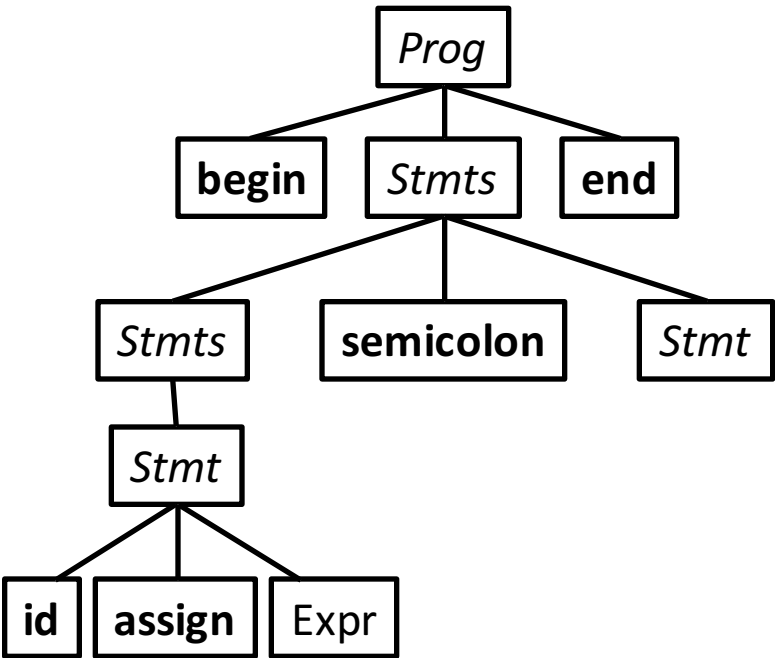 Prog
begin Stmts end
Stmts semicolon Stmt
Stmt
id assign Expr